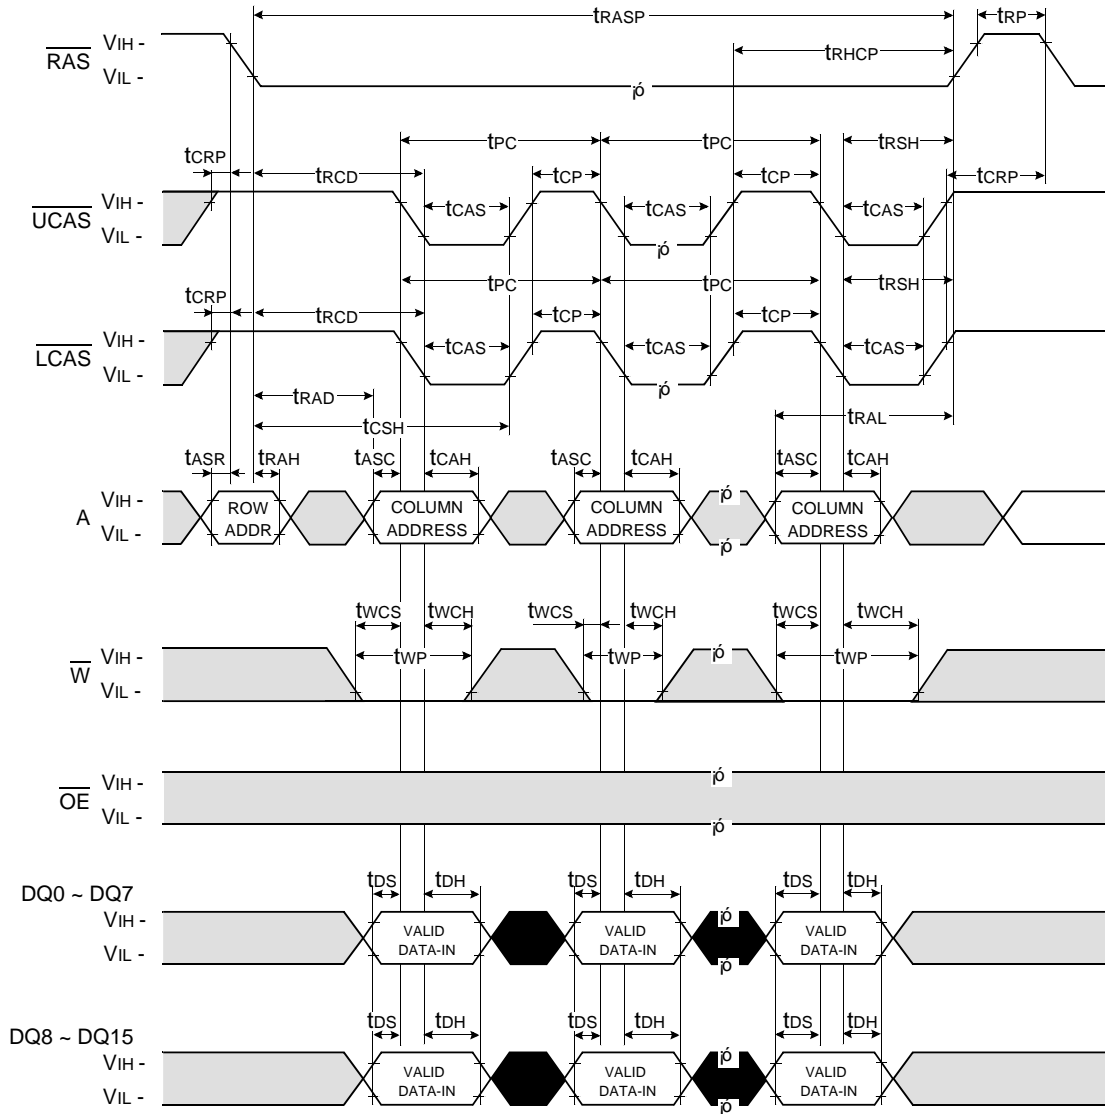 tRASP
tRP
RAS
VIH -
VIL -
tRHCP
¡ó
tCRP
tRCD
tPC
tPC
tRSH
tCP
tCP
tCRP
UCAS
VIH -
VIL -
tCAS
tCAS
tCAS
¡ó
tCRP
tRCD
tPC
tPC
tRSH
tCP
tCP
LCAS
VIH -
VIL -
tCAS
tCAS
tCAS
¡ó
tRAD
tCSH
tRAL
tASR
tRAH
tASC
tCAH
tASC
tCAH
tASC
tCAH
A
VIH -
VIL -
ROW
ADDR
COLUMN
ADDRESS
COLUMN
ADDRESS
¡ó
¡ó
COLUMN
ADDRESS
tWCS
tWCH
tWCS
tWCH
tWCS
tWCH
W
VIH -
VIL -
tWP
tWP
¡ó
tWP
OE
VIH -
VIL -
¡ó
¡ó
DQ0 ~ DQ7
tDS
tDH
tDS
tDH
tDS
tDH
VIH -
VIL -
VALID
DATA-IN
VALID
DATA-IN
¡ó
¡ó
VALID
DATA-IN
DQ8 ~ DQ15
tDS
tDH
tDS
tDH
tDS
tDH
VIH -
VIL -
VALID
DATA-IN
VALID
DATA-IN
¡ó
¡ó
VALID
DATA-IN